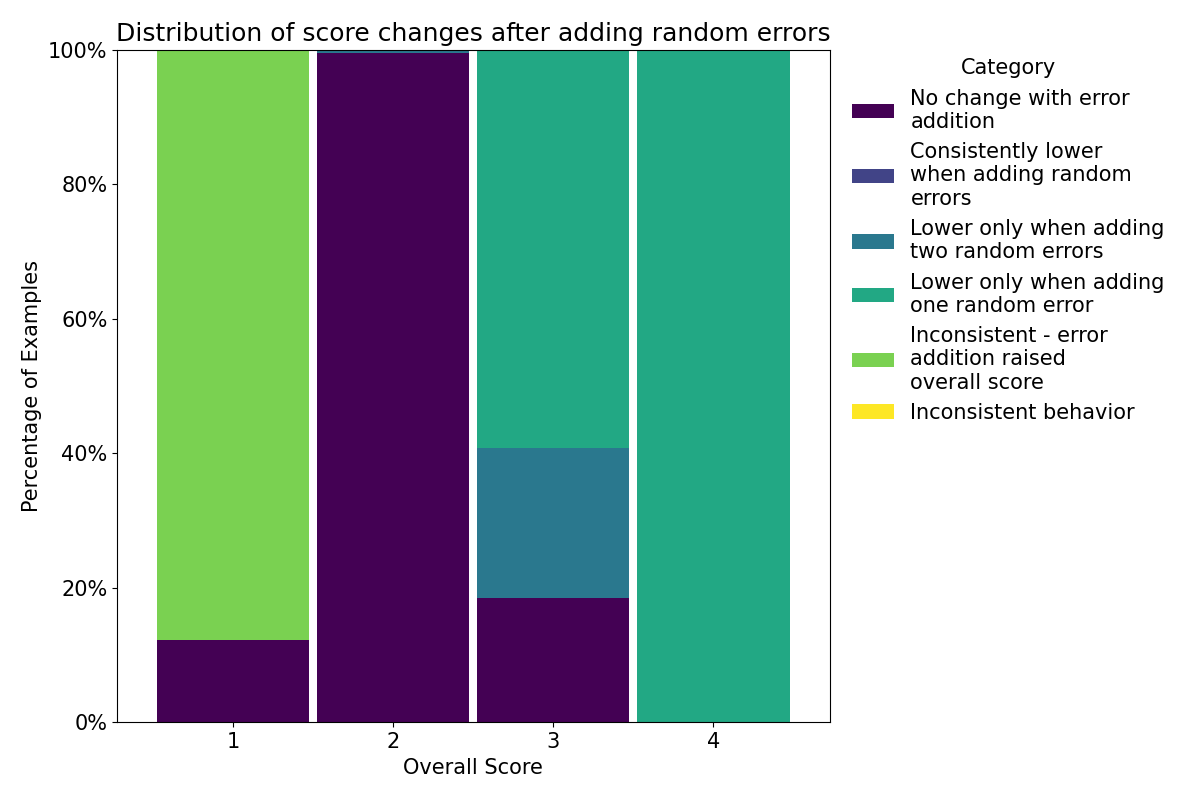 Distribution of score changes after adding random errors
100%
80%
60%
40%
20%
0%
Percentage of Examples
1
2
3
4
Overall Score
Category
No change with error
addition
Consistently lower
when adding random
errors
Lower only when adding
two random errors
Lower only when adding
one random error
Inconsistent - error
addition raised
overall score
Inconsistent behavior